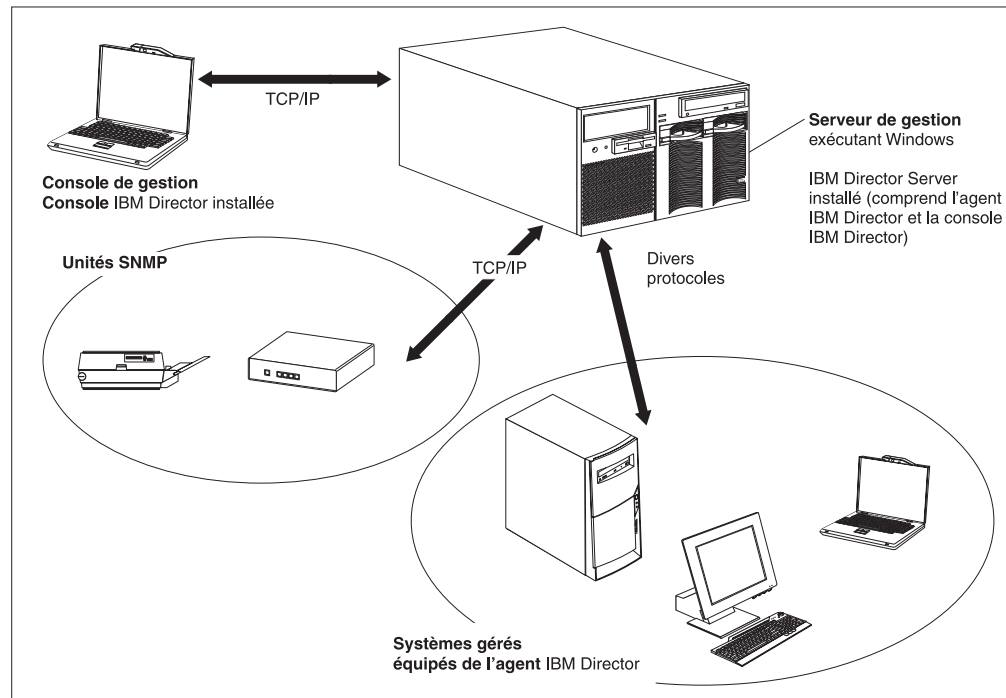 TCP/IP
Console de gestion
Console IBM Director installée
Serveur de gestion
exécutant Windows
IBM Director Server
installé (comprend l'agent
IBM Director et la console
IBM Director)
Unités SNMP
TCP/IP
Divers
protocoles
Systèmes gérés
équipés de l'agent IBM Director